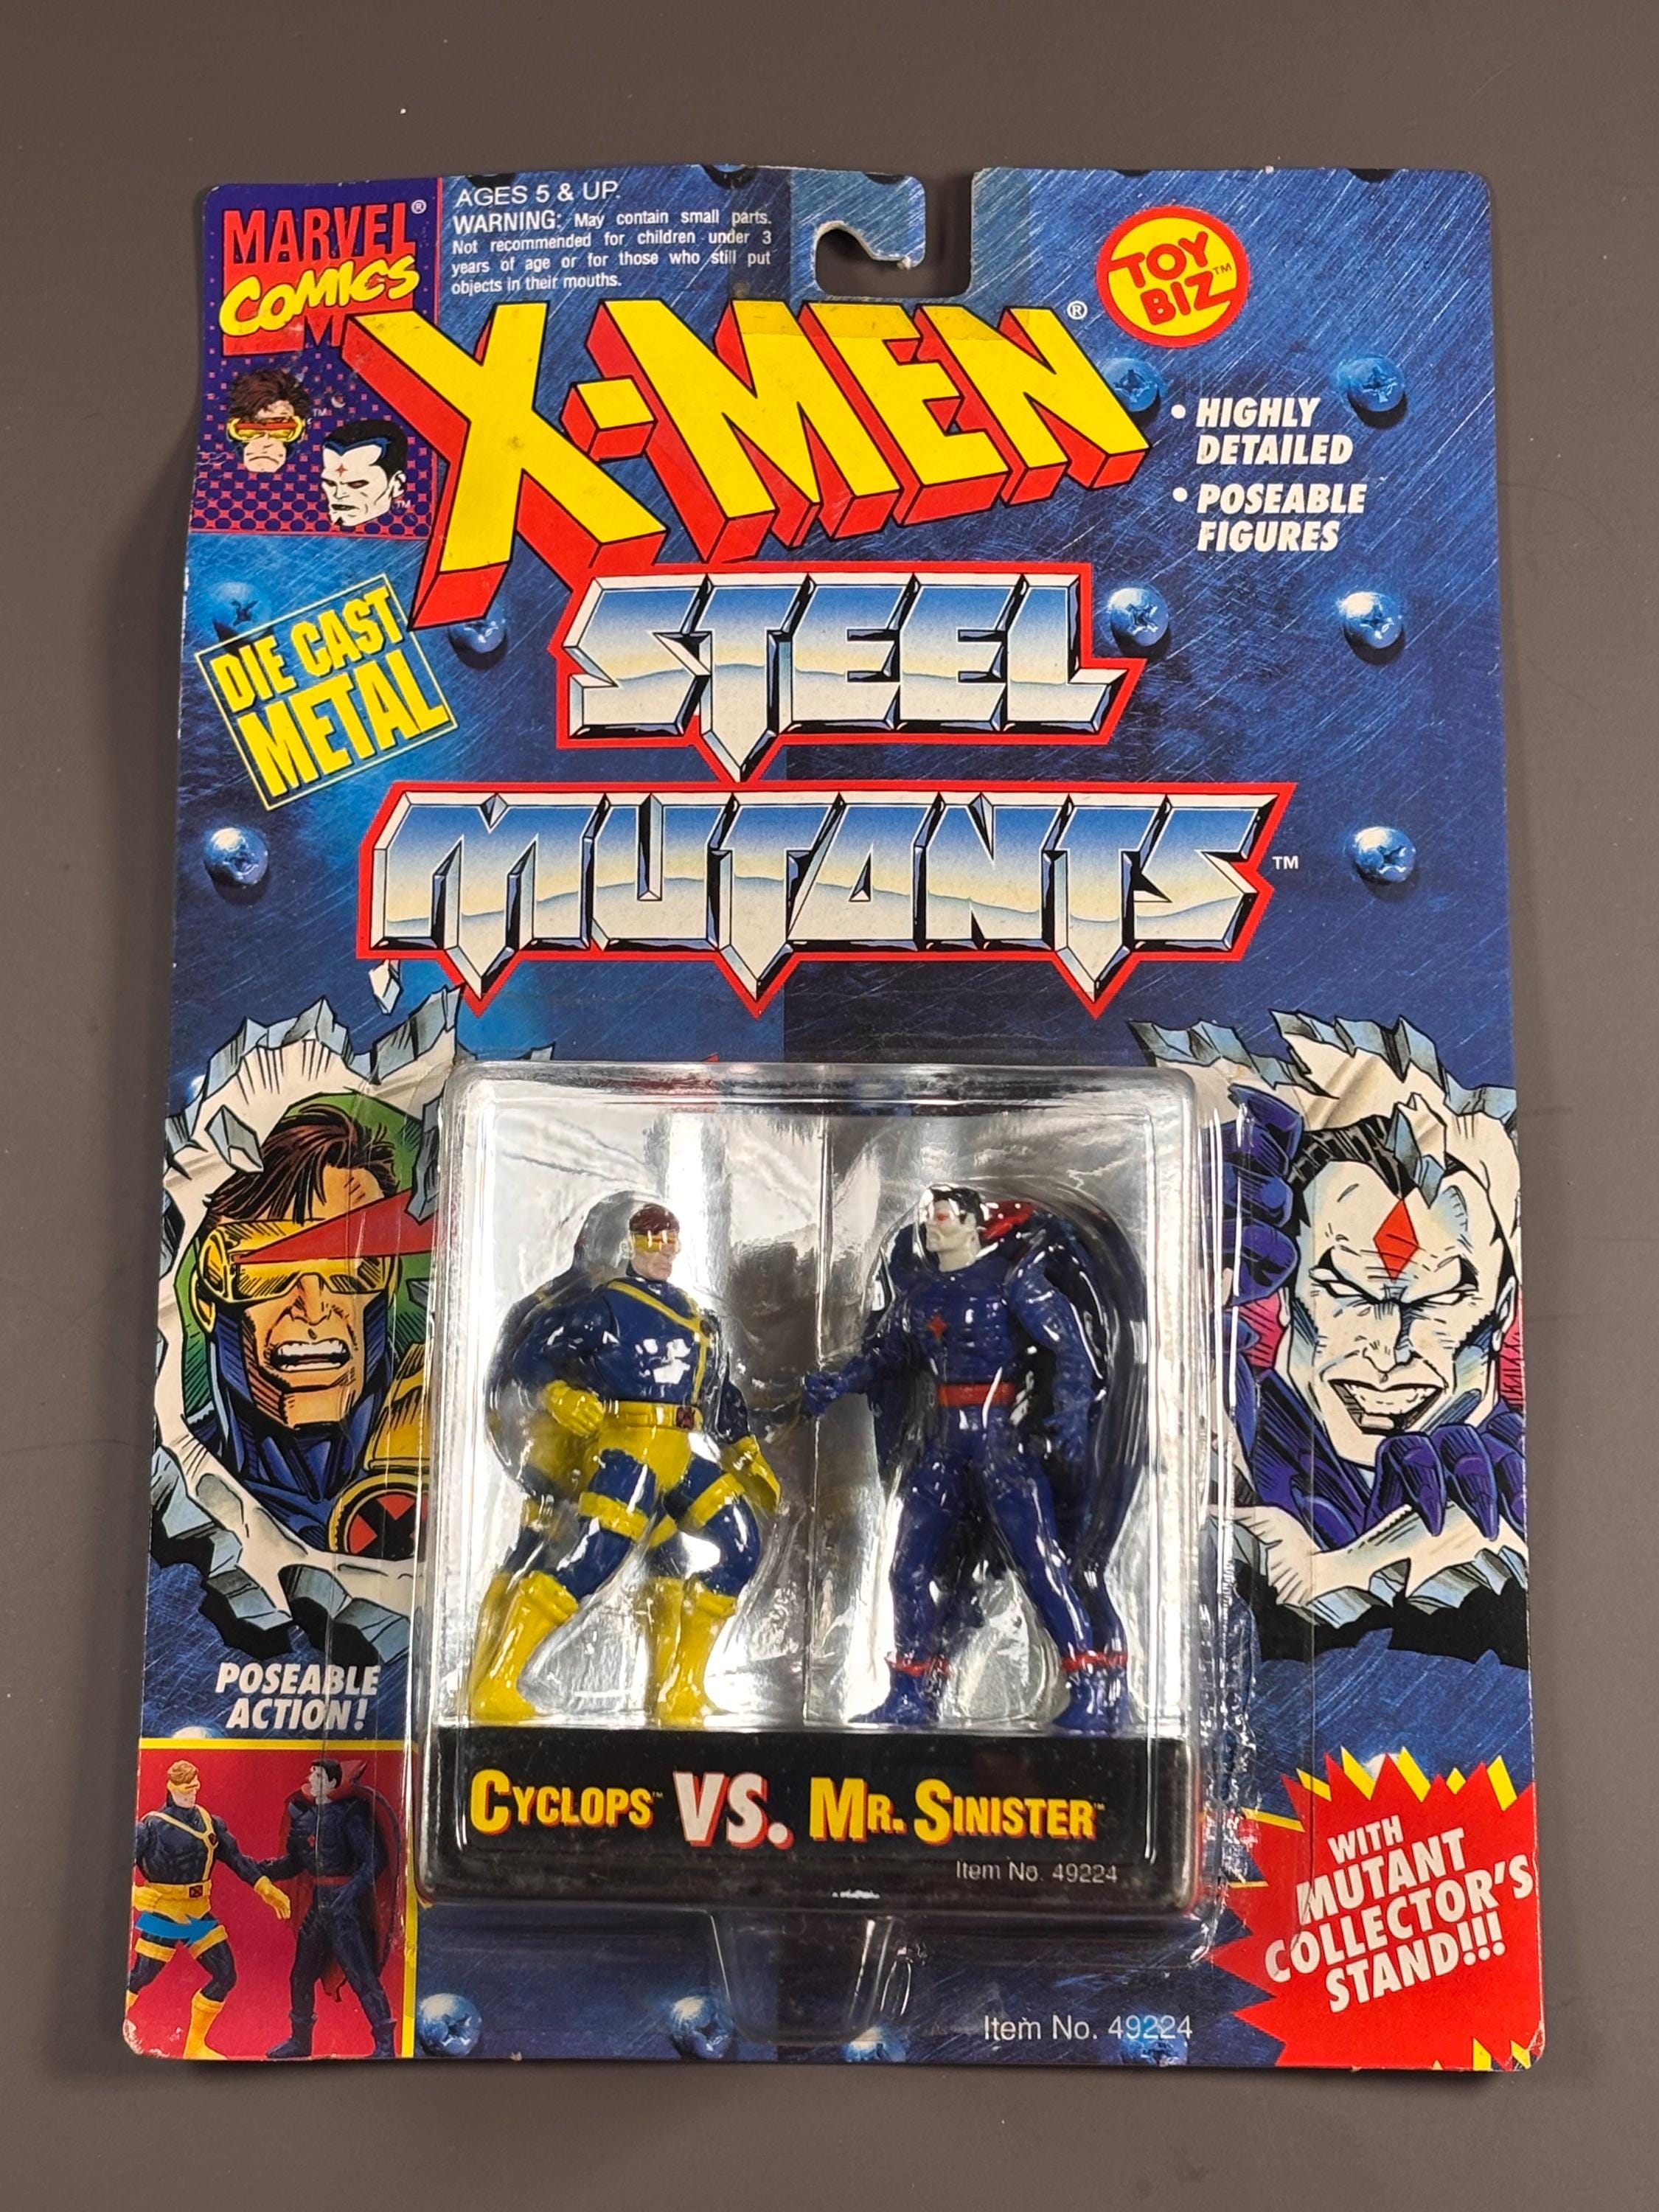 MARVEL®
COMICS
AGES 5 & UP.
WARNING: May contain small parts.
Not recommended for children under 3
years of age or for those who still put
objects in their mouths.
TOY
BIZ™
X-MEN®
• HIGHLY
DETAILED
• POSEABLE
FIGURES
TM
TM
DIE CAST
METAL
STEEL
MUTANTS™
POSEABLE
ACTION!
CYCLOPS™ VS. MR. SINISTER™
Item No. 49224
WITH
MUTANT
COLLECTOR'S
STAND!!!
Item No. 49224